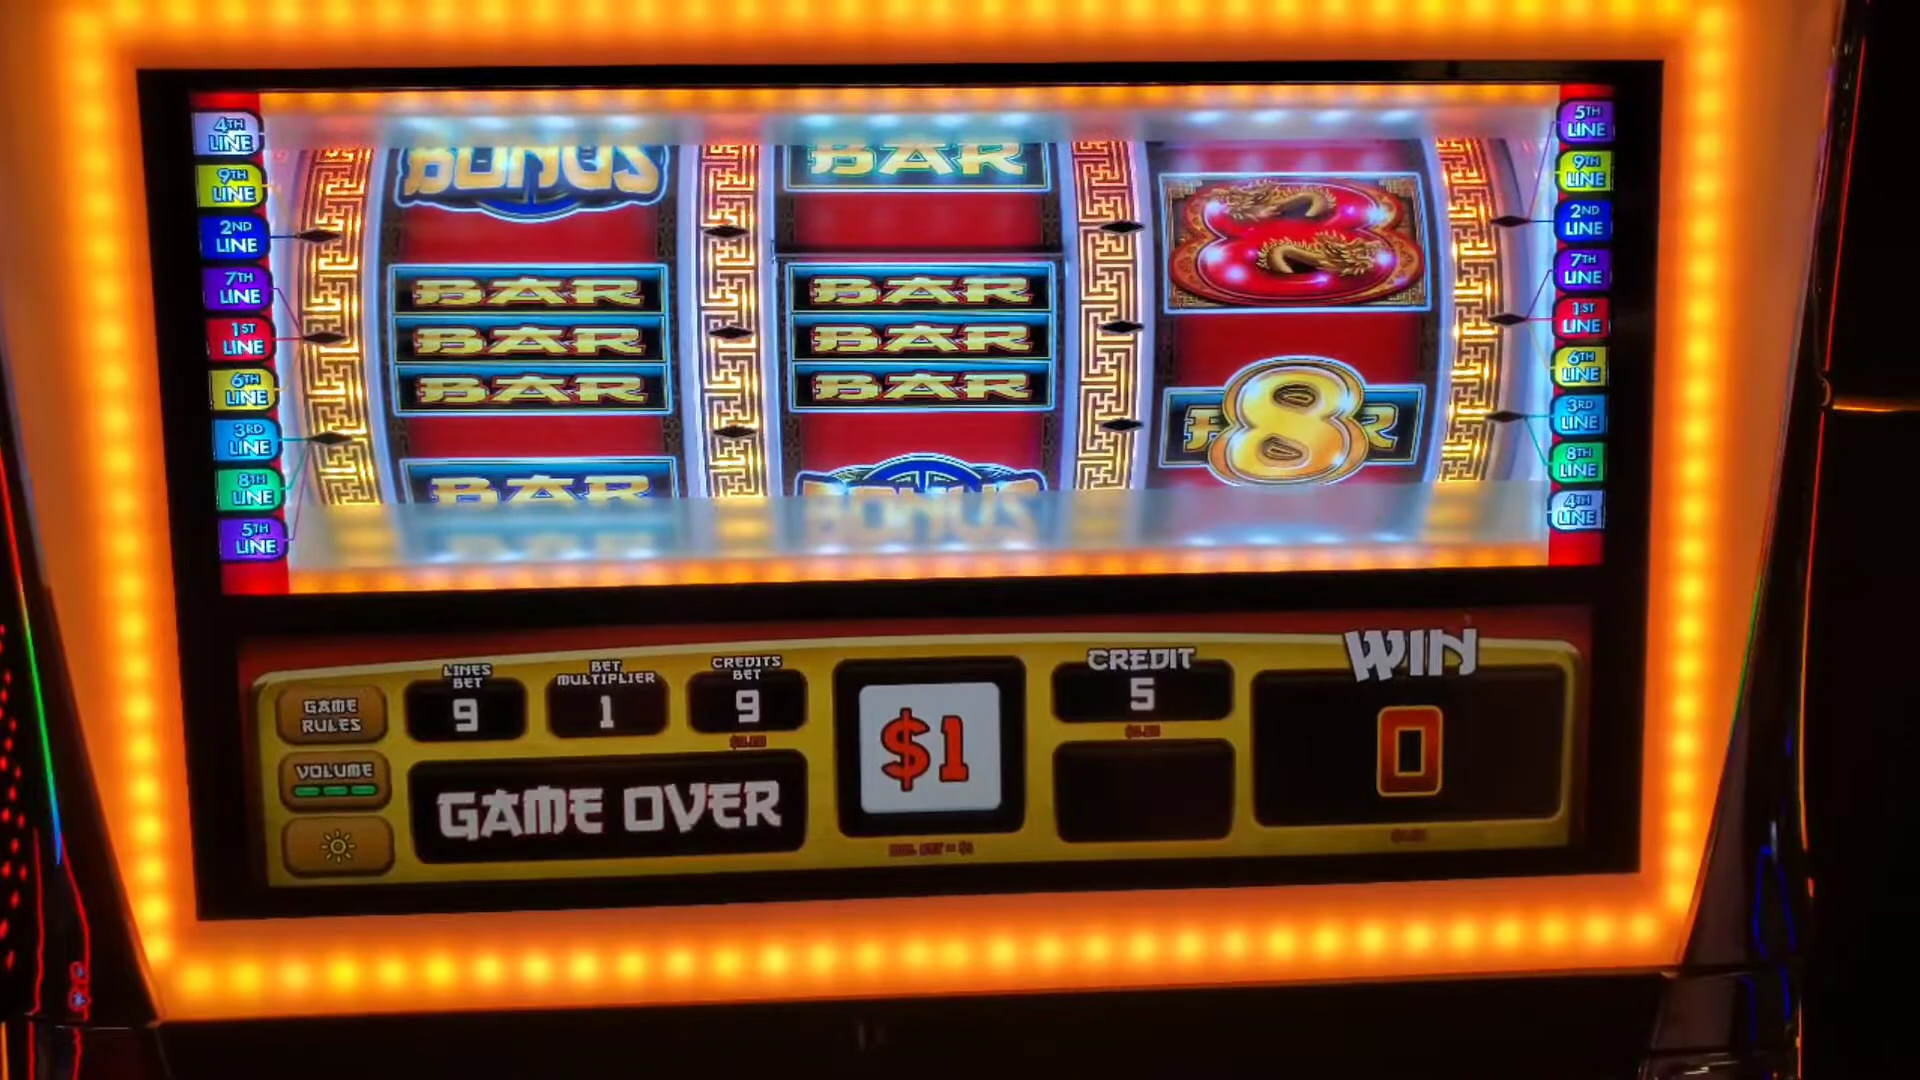 4TH LINE
9TH LINE
2ND LINE
7TH LINE
1ST LINE
6TH LINE
3RD LINE
8TH LINE
5TH LINE
BONUS
BAR
BAR
BAR
BAR
BAR
BAR
BAR
BAR
BONUS
8
8
5TH LINE
9TH LINE
2ND LINE
7TH LINE
1ST LINE
6TH LINE
3RD LINE
8TH LINE
4TH LINE
GAME RULES
VOLUME
LINES BET
9
BET MULTIPLIER
1
CREDITS BET
9
GAME OVER
$1
CREDIT
5
WIN
0